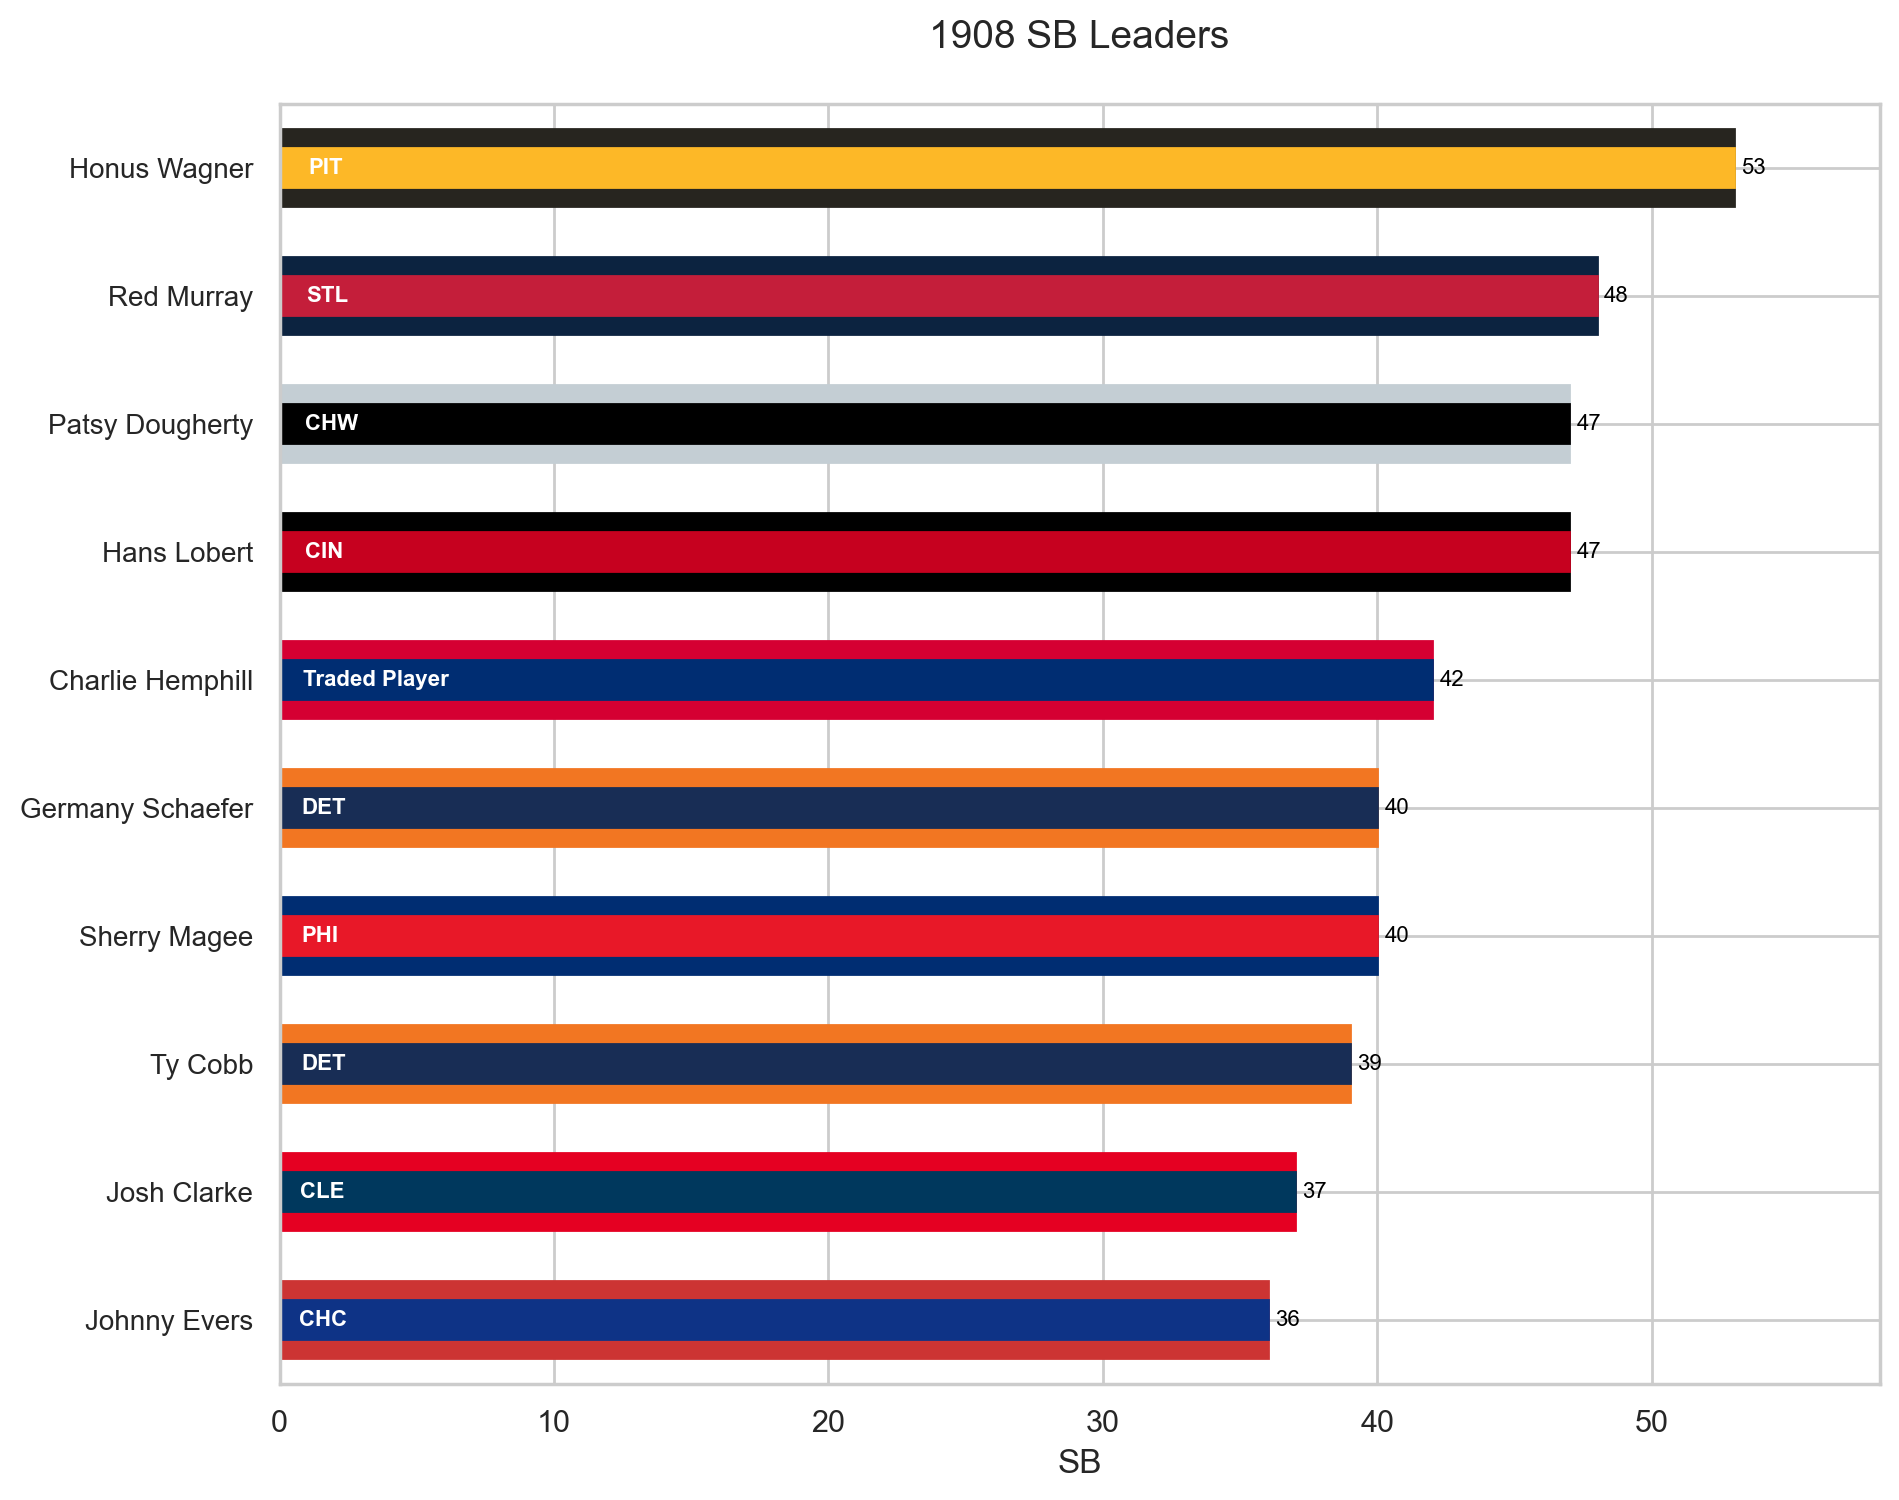 1908 SB Leaders
Honus Wagner PIT 53
Red Murray STL 48
Patsy Dougherty CHW 47
Hans Lobert CIN 47
Charlie Hemphill Traded Player 42
Germany Schaefer DET 40
Sherry Magee PHI 40
Ty Cobb DET 39
Josh Clarke CLE 37
Johnny Evers CHC 36
0 10 20 30 40 50
SB